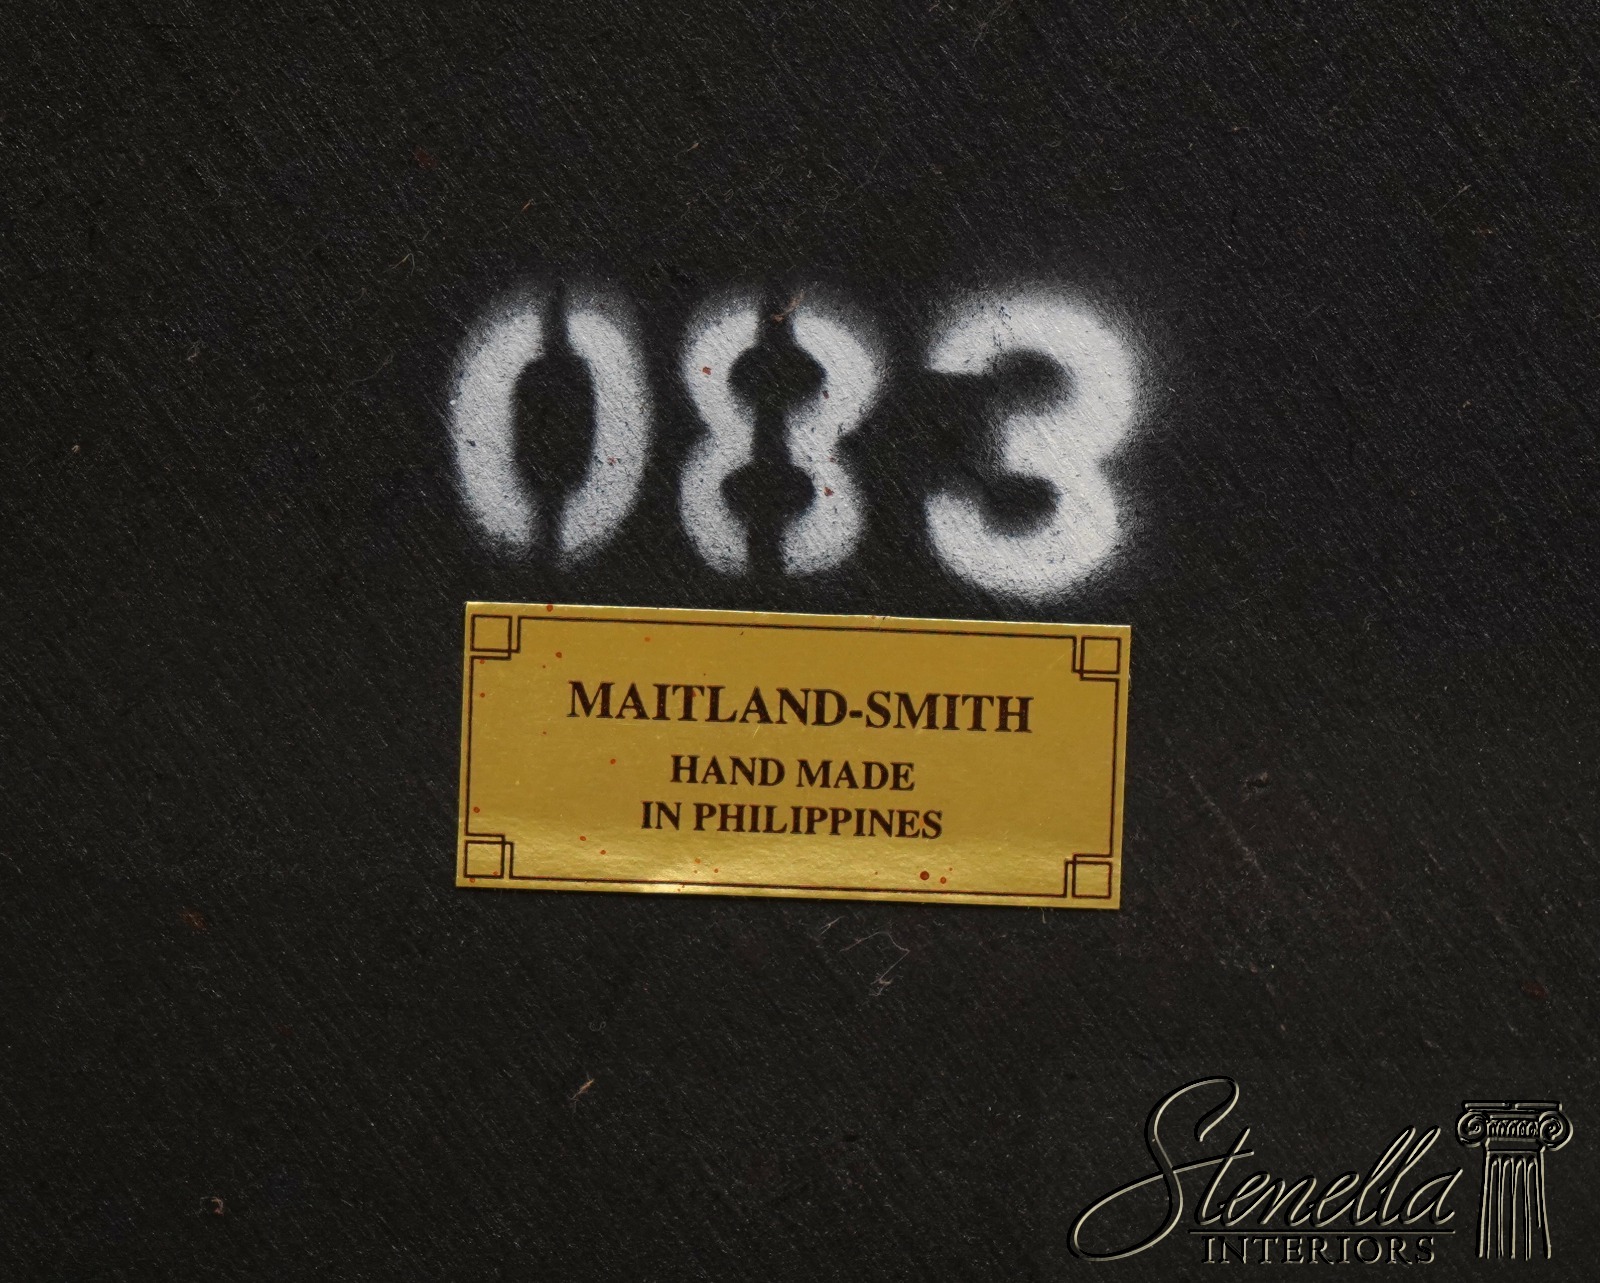 083
MAITLAND-SMITH
HAND MADE
IN PHILIPPINES
Stenella
INTERIORS